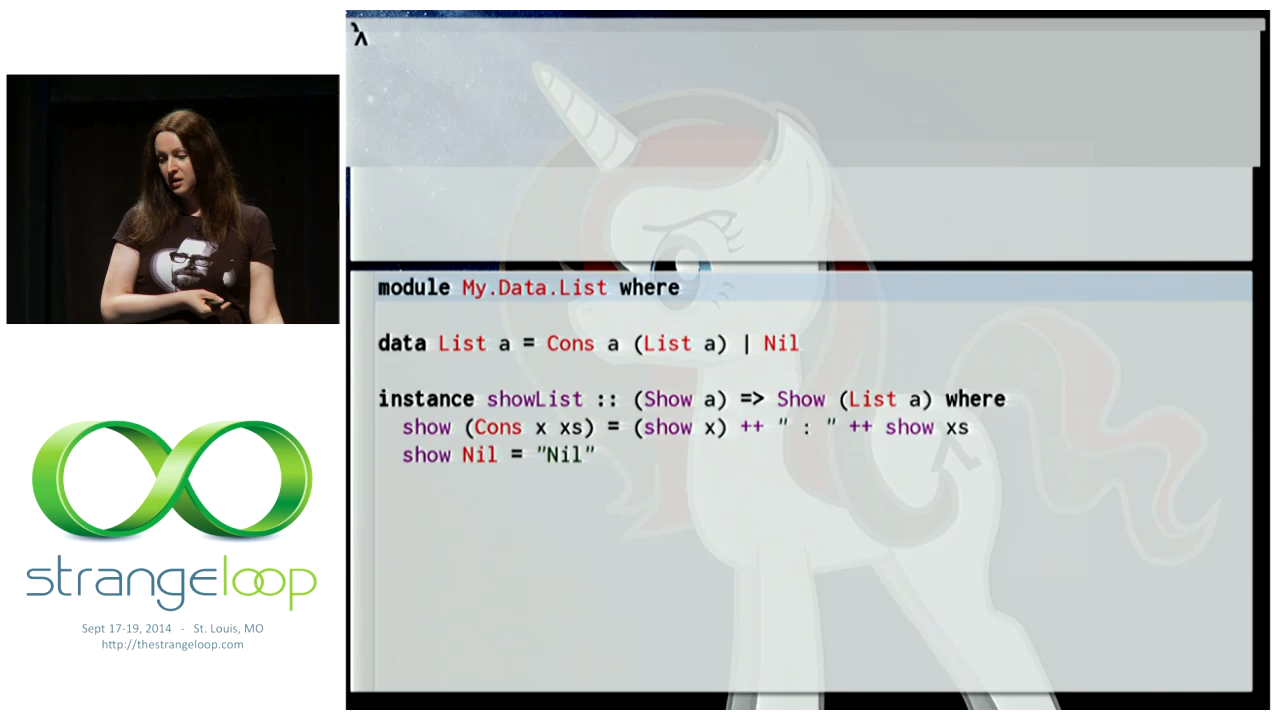 λ
module My.Data.List where
data List a = Cons a (List a) | Nil
instance showList :: (Show a) => Show (List a) where
  show (Cons x xs) = (show x) ++ " : " ++ show xs
  show Nil = "Nil"
strangeloop
Sept 17-19, 2014 - St. Louis, MO
http://thestrangeloop.com